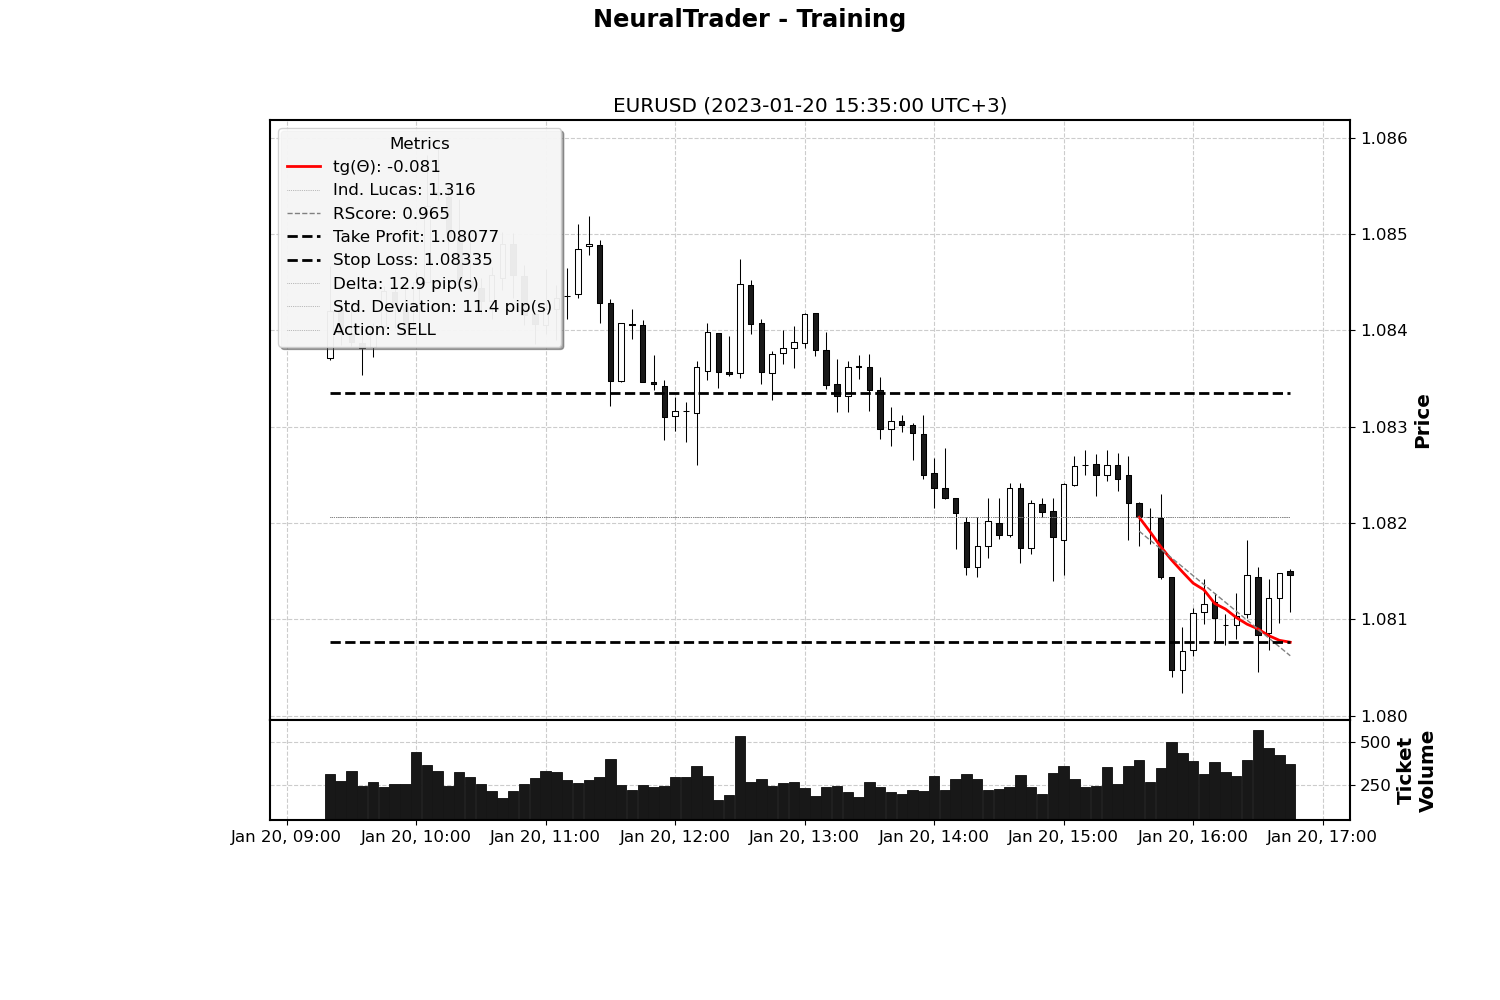 NeuralTrader - Training
EURUSD (2023-01-20 15:35:00 UTC+3)
Metrics
tg(Θ): -0.081
Ind. Lucas: 1.316
RScore: 0.965
Take Profit: 1.08077
Stop Loss: 1.08335
Delta: 12.9 pip(s)
Std. Deviation: 11.4 pip(s)
Action: SELL
1.086
1.085
1.084
1.083
1.082
1.081
1.080
Price
500
250
Ticket
Volume
Jan 20, 09:00
Jan 20, 10:00
Jan 20, 11:00
Jan 20, 12:00
Jan 20, 13:00
Jan 20, 14:00
Jan 20, 15:00
Jan 20, 16:00
Jan 20, 17:00